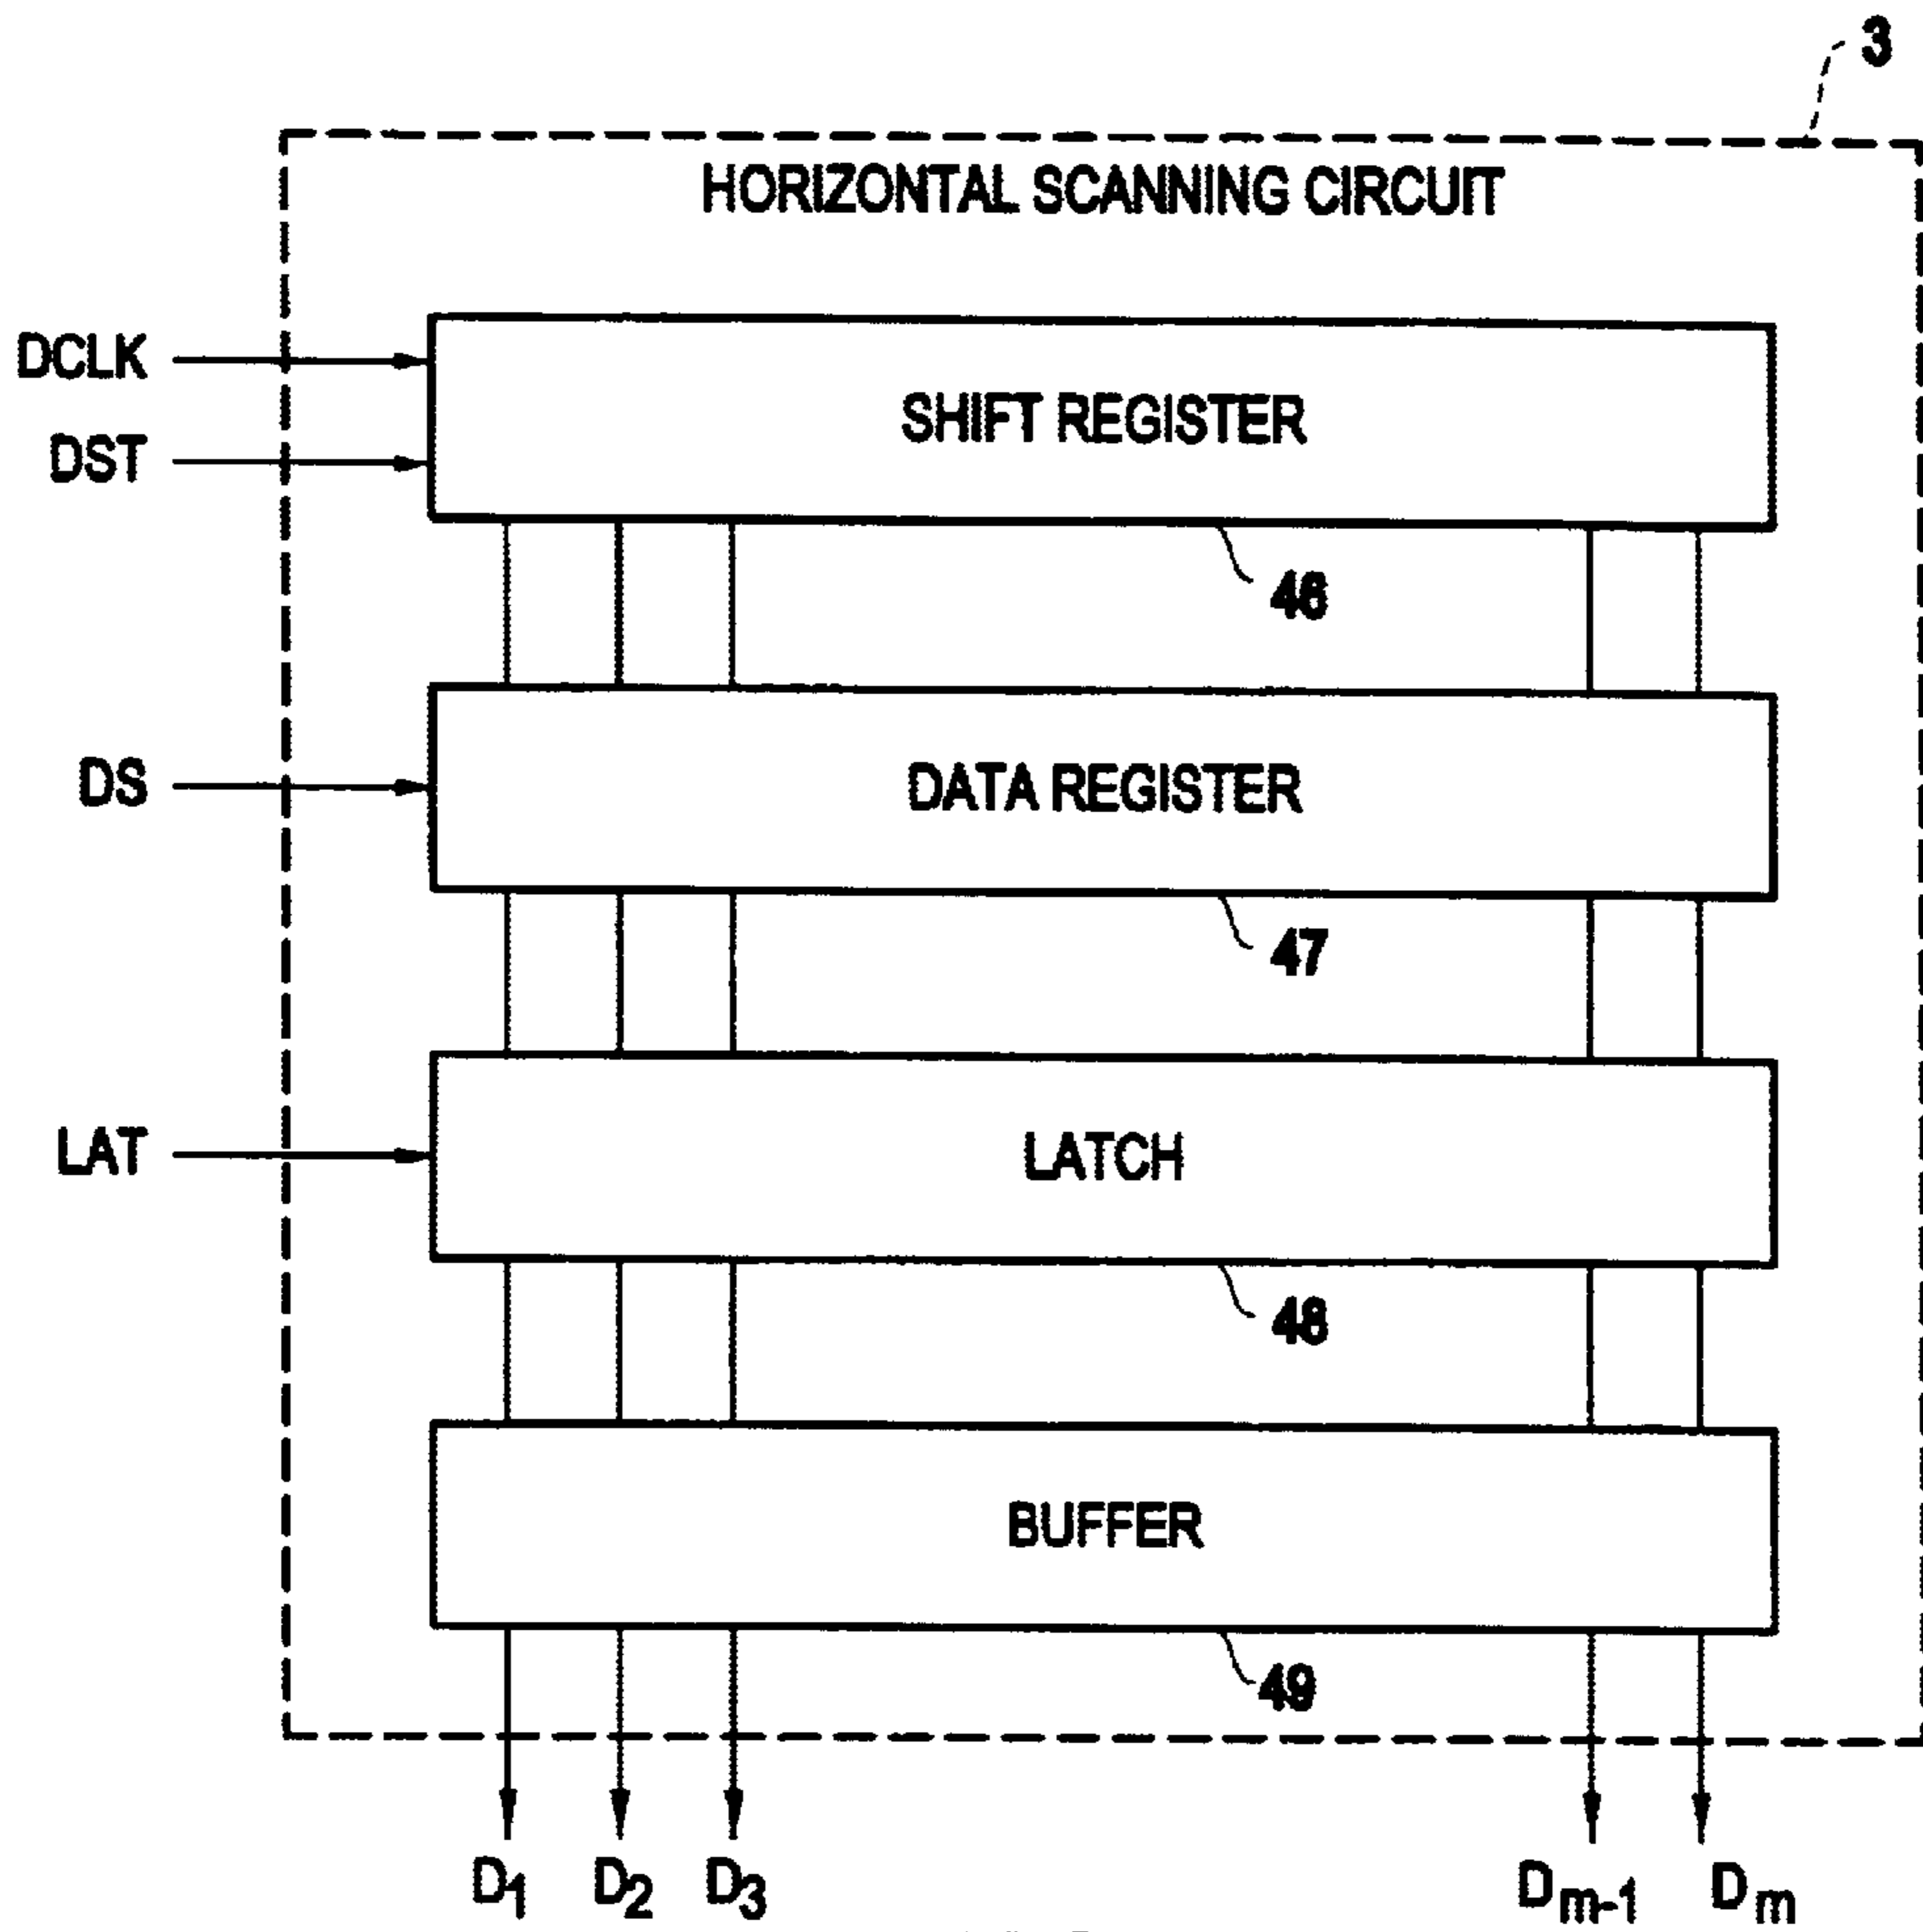 3
HORIZONTAL SCANNING CIRCUIT
DCLK
SHIFT REGISTER
DST
46
DS
DATA REGISTER
47
LAT
LATCH
48
BUFFER
49
D1 D2 D3 Dm-1 Dm